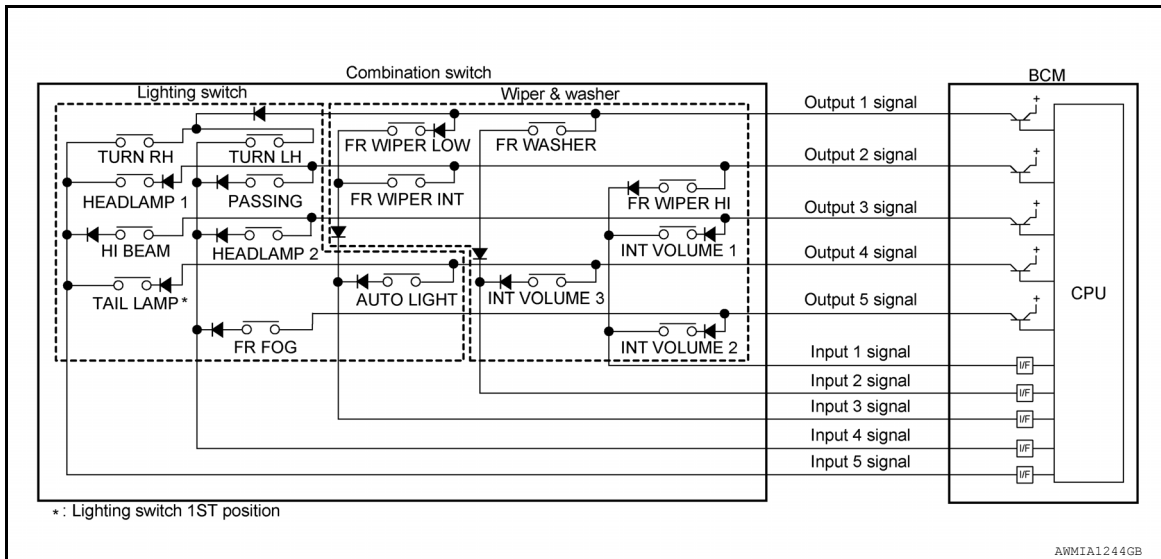 Combination switch
BCM
Lighting switch
Wiper & washer
Output 1 signal
+
TURN RH
TURN LH
FR WIPER LOW
FR WASHER
Output 2 signal
+
HEADLAMP 1
PASSING
FR WIPER INT
FR WIPER HI
Output 3 signal
+
HI BEAM
HEADLAMP 2
INT VOLUME 1
Output 4 signal
+
TAIL LAMP*
AUTO LIGHT
INT VOLUME 3
CPU
Output 5 signal
+
FR FOG
INT VOLUME 2
Input 1 signal
I/F
Input 2 signal
I/F
Input 3 signal
I/F
Input 4 signal
I/F
Input 5 signal
I/F
* : Lighting switch 1ST position
AWMIA1244GB